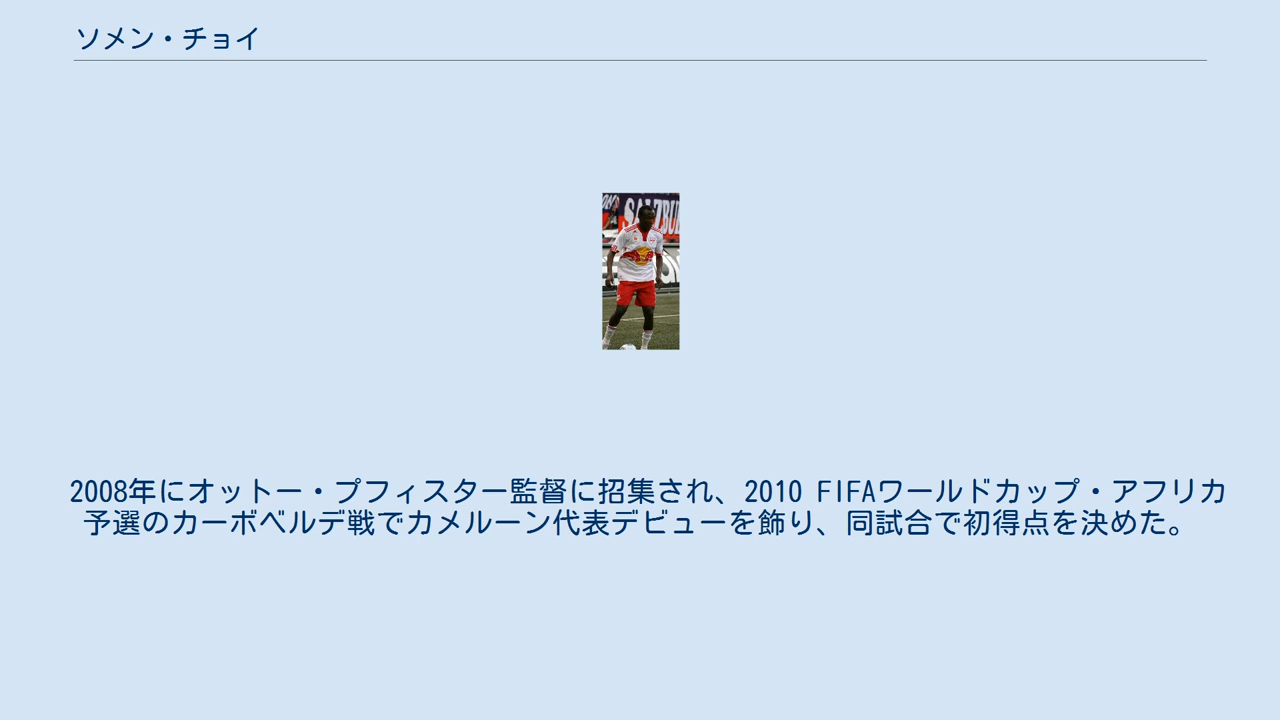 ソメン・チョイ
SALZBU
2008年にオットー・プフィスター監督に招集され、2010 FIFAワールドカップ・アフリカ
予選のカーボベルデ戦でカメルーン代表デビューを飾り、同試合で初得点を決めた。